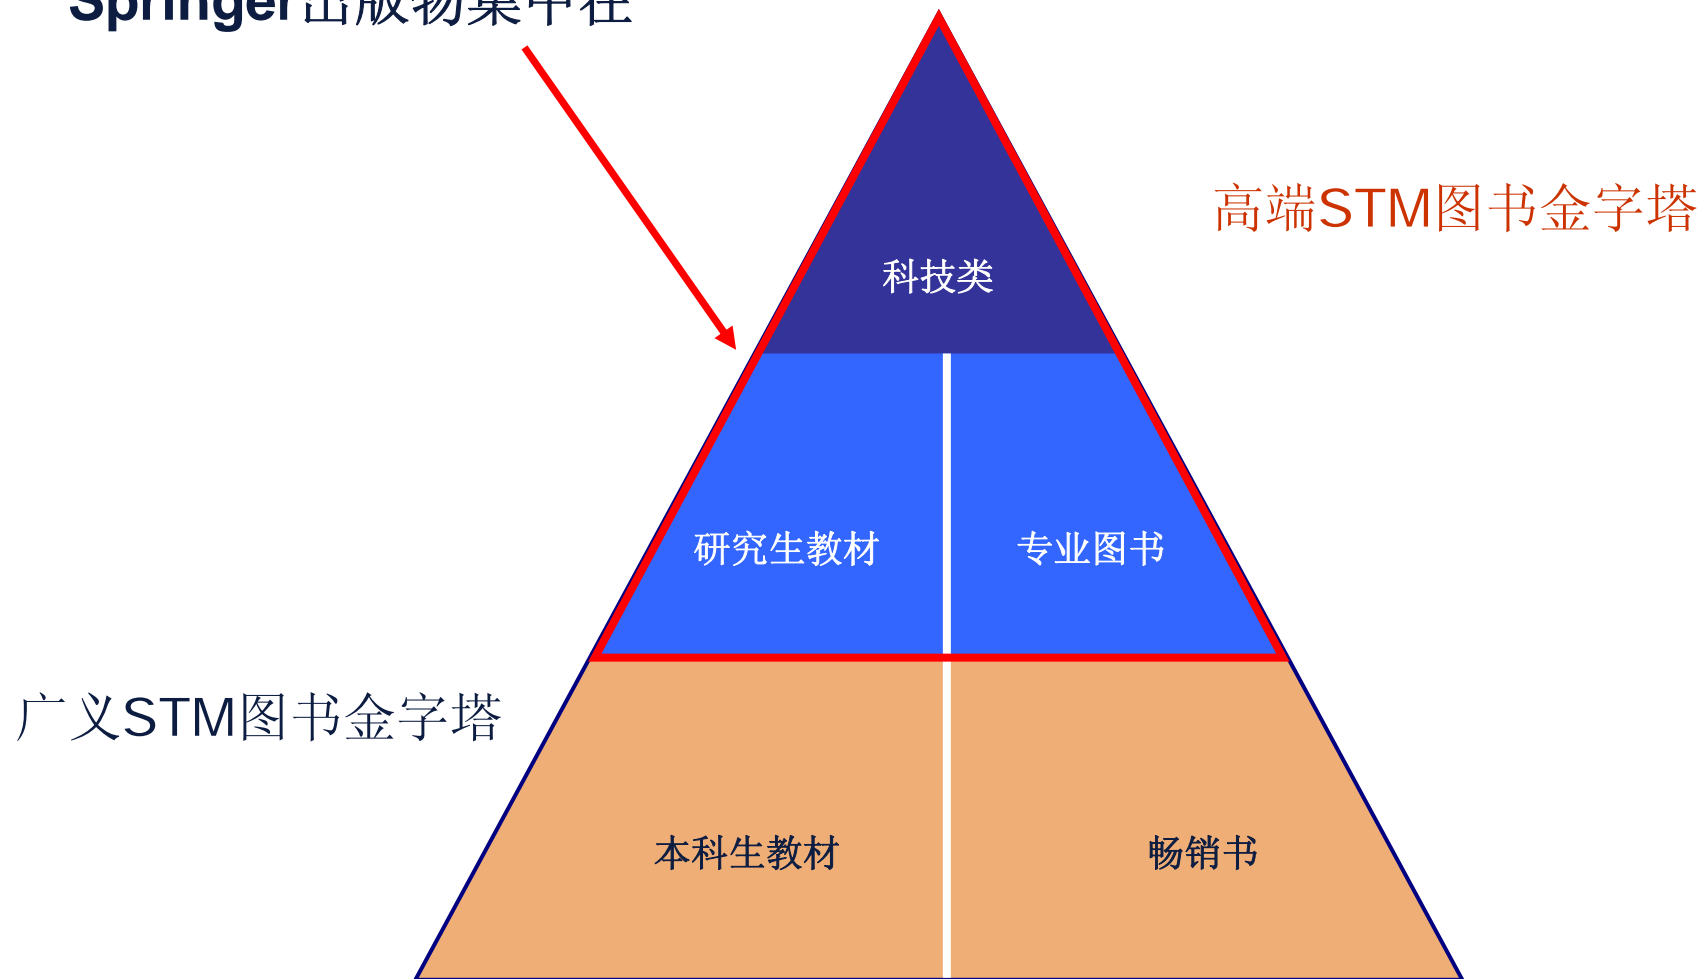 Springer出版物集中在
高端STM图书金字塔
科技类
研究生教材
专业图书
广义STM图书金字塔
本科生教材
畅销书